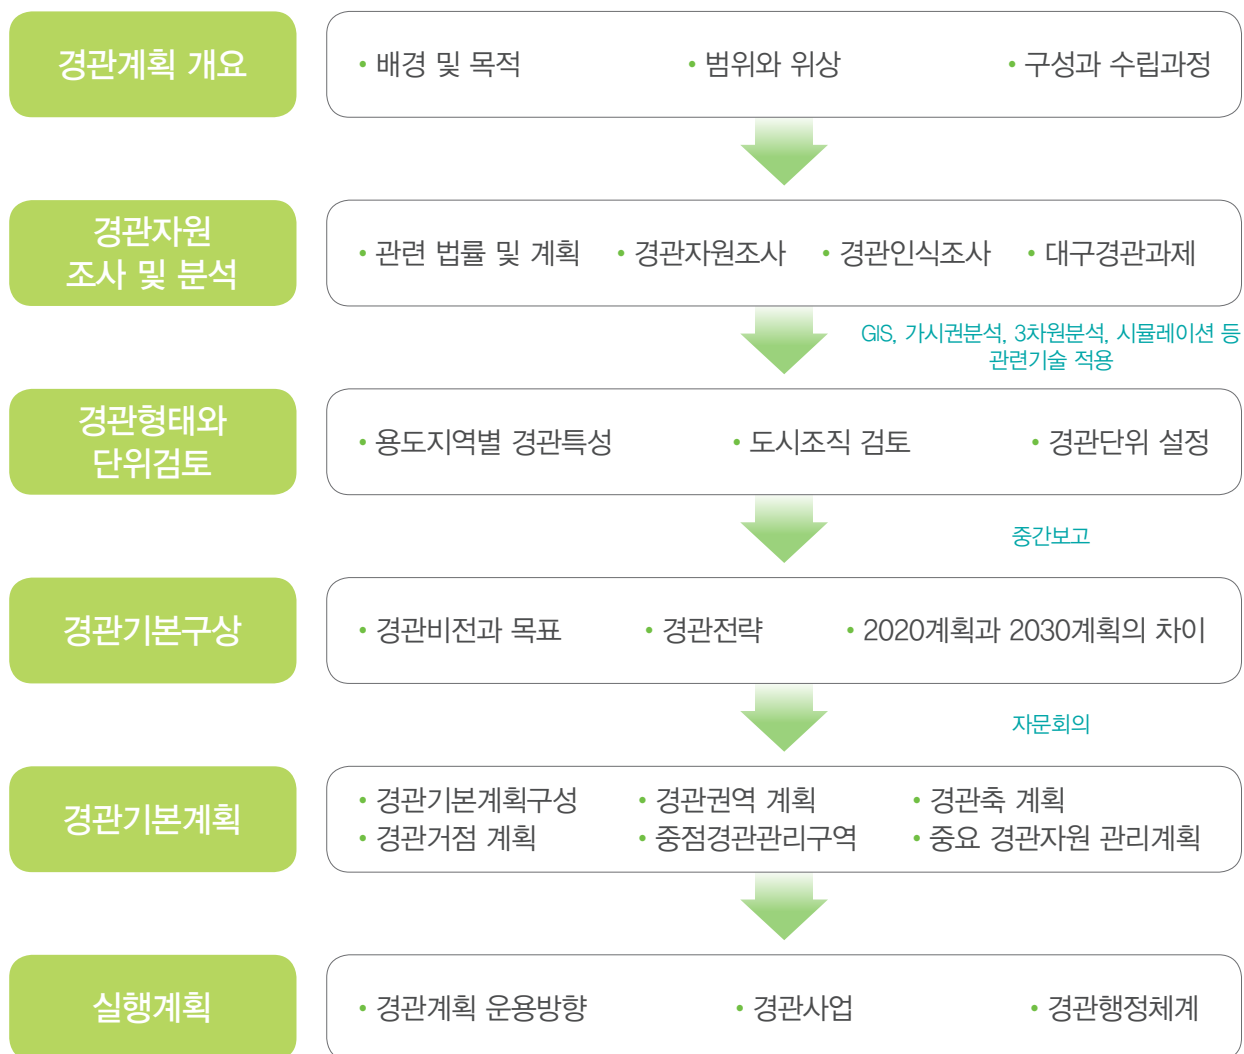 경관계획 개요
• 배경 및 목적 • 범위와 위상 • 구성과 수립과정
경관자원
조사 및 분석
• 관련 법률 및 계획 • 경관자원조사 • 경관인식조사 • 대구경관과제
GIS, 가시권분석, 3차원분석, 시뮬레이션 등
관련기술 적용
경관형태와
단위검토
• 용도지역별 경관특성 • 도시조직 검토 • 경관단위 설정
중간보고
경관기본구상
• 경관비전과 목표 • 경관전략 • 2020계획과 2030계획의 차이
자문회의
경관기본계획
• 경관기본계획구성 • 경관권역 계획 • 경관축 계획
• 경관거점 계획 • 중점경관관리구역 • 중요 경관자원 관리계획
실행계획
• 경관계획 운용방향 • 경관사업 • 경관행정체계